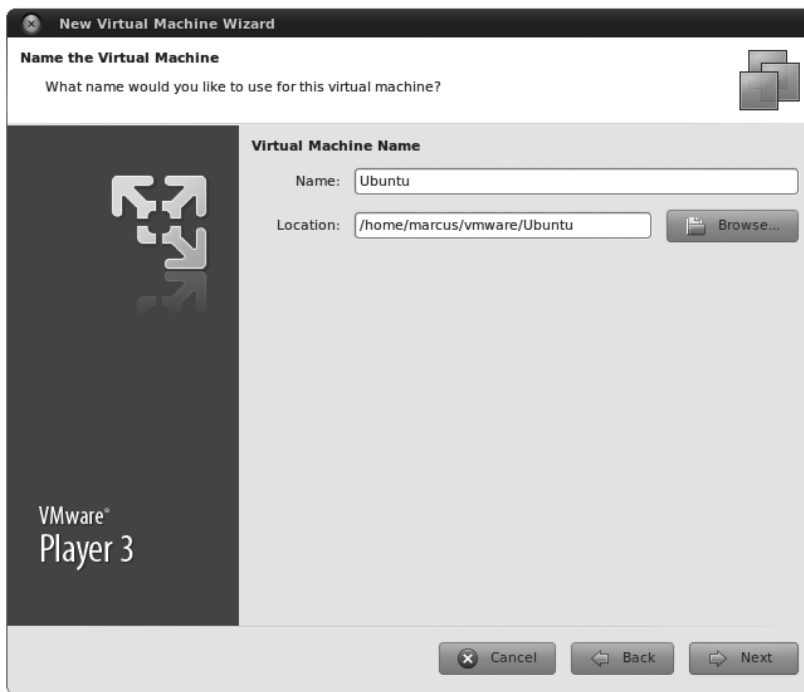 New Virtual Machine Wizard
Name the Virtual Machine
What name would you like to use for this virtual machine?
Virtual Machine Name
Name: Ubuntu
Location: /home/marcus/vmware/Ubuntu Browse...
VMware®
Player 3
Cancel Back Next